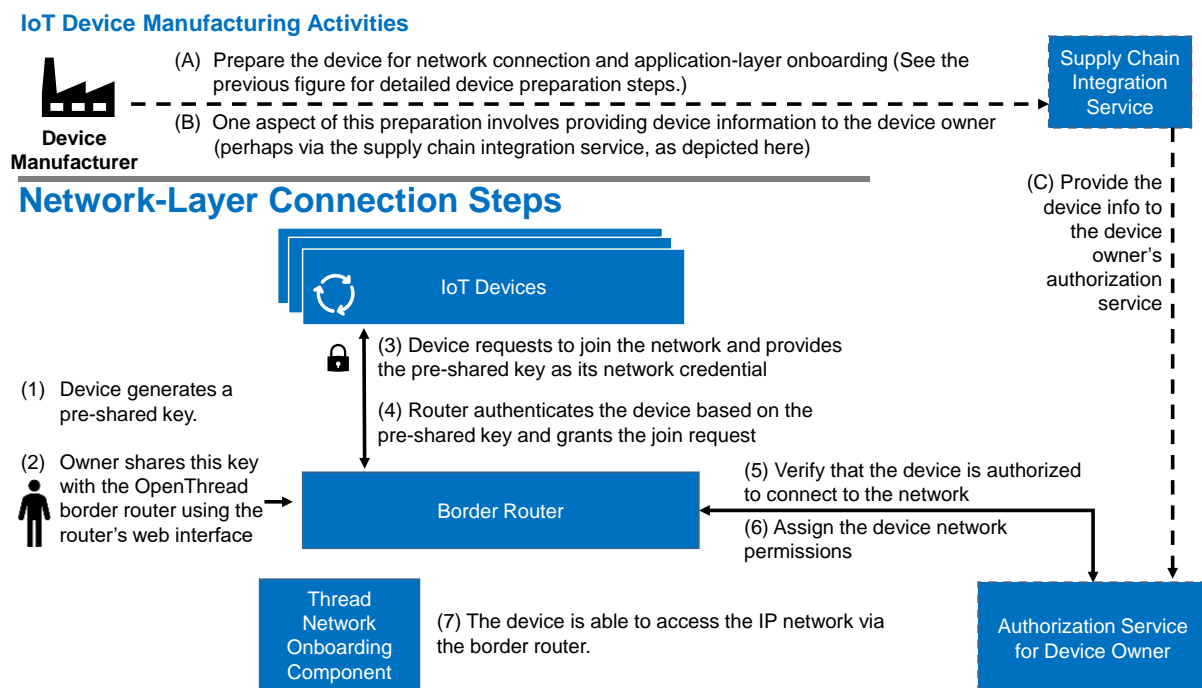 IoT Device Manufacturing Activities
(A) Prepare the device for network connection and application-layer onboarding (See the
previous figure for detailed device preparation steps.)
Supply Chain
Integration
Service
Device
Manufacturer
(B) One aspect of this preparation involves providing device information to the device owner
(perhaps via the supply chain integration service, as depicted here)
(C) Provide the
device info to
the device
owner's
authorization
service
Network-Layer Connection Steps
IoT Devices
(3) Device requests to join the network and provides
the pre-shared key as its network credential
(1) Device generates a
pre-shared key.
(4) Router authenticates the device based on the
pre-shared key and grants the join request
(2) Owner shares this key
with the OpenThread
border router using the
router's web interface
Border Router
(5) Verify that the device is authorized
to connect to the network
(6) Assign the device network
permissions
Thread
Network
Onboarding
Component
(7) The device is able to access the IP network via
the border router.
Authorization Service
for Device Owner